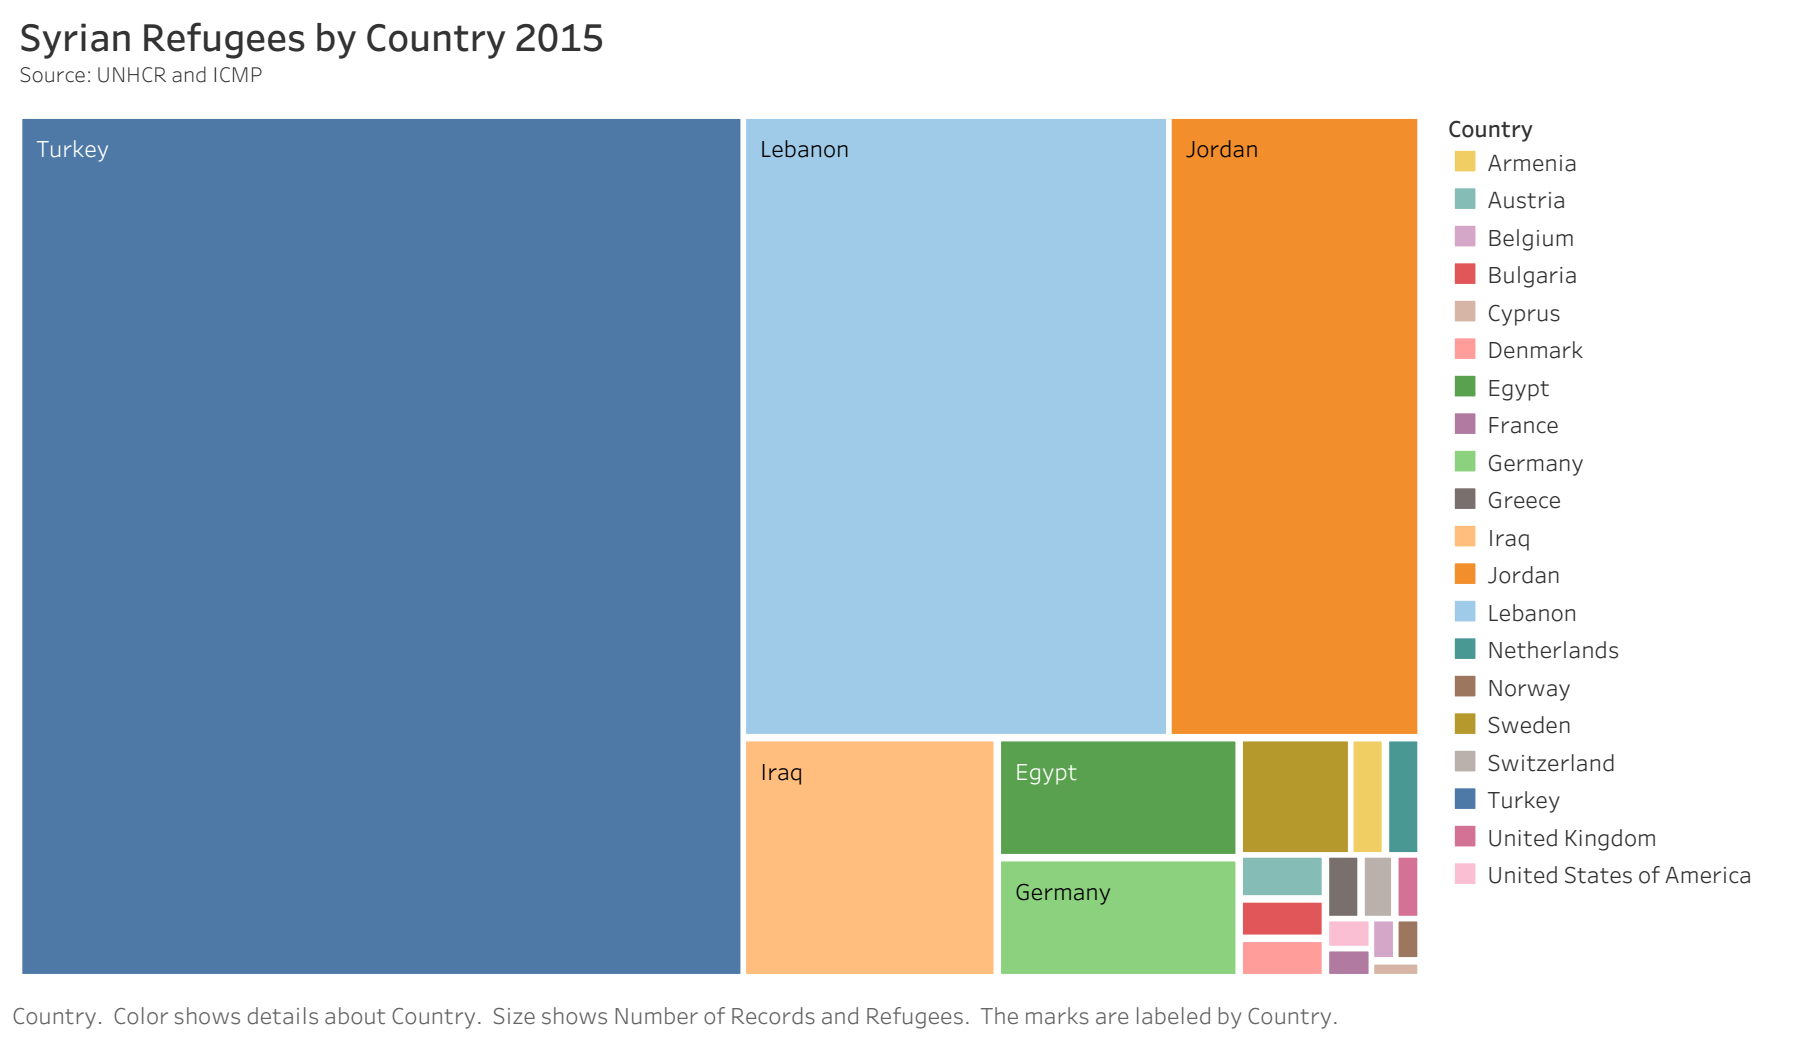 Syrian Refugees by Country 2015
Source: UNHCR and ICMP
Turkey
Lebanon
Jordan
Iraq
Egypt
Germany
Country
Armenia
Austria
Belgium
Bulgaria
Cyprus
Denmark
Egypt
France
Germany
Greece
Iraq
Jordan
Lebanon
Netherlands
Norway
Sweden
Switzerland
Turkey
United Kingdom
United States of America
Country.  Color shows details about Country.  Size shows Number of Records and Refugees.  The marks are labeled by Country.